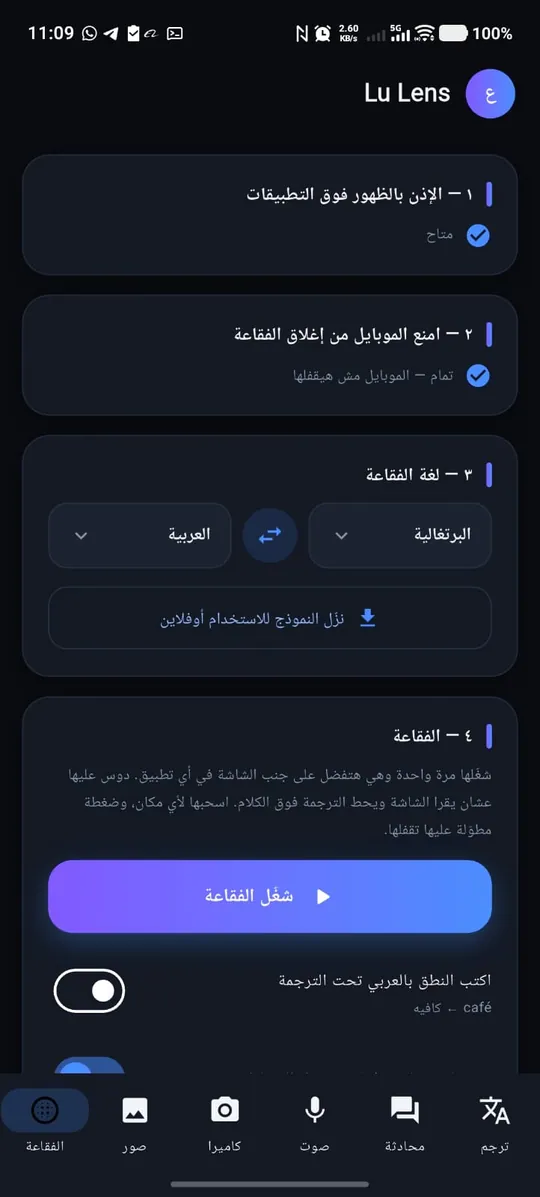 11:09
2.60 KB/s
5G
100%
Lu Lens
ع
١ — الإذن بالظهور فوق التطبيقات
متاح
٢ — امنع الموبايل من إغلاق الفقاعة
تمام — الموبايل مش هيقفلها
٣ — لغة الفقاعة
البرتغالية
العربية
نزّل النموذج للاستخدام أوفلاين
٤ — الفقاعة
شغّلها مرة واحدة وهي هتفضل على جنب الشاشة في أي تطبيق. دوس عليها
عشان يقرا الشاشة ويحط الترجمة فوق الكلام. اسحبها لأي مكان، وضغطة
مطوّلة عليها تقفلها.
شغّل الفقاعة
اكتب النطق بالعربي تحت الترجمة
café ← كافيه
ترجم
محادثة
صوت
كاميرا
صور
الفقاعة